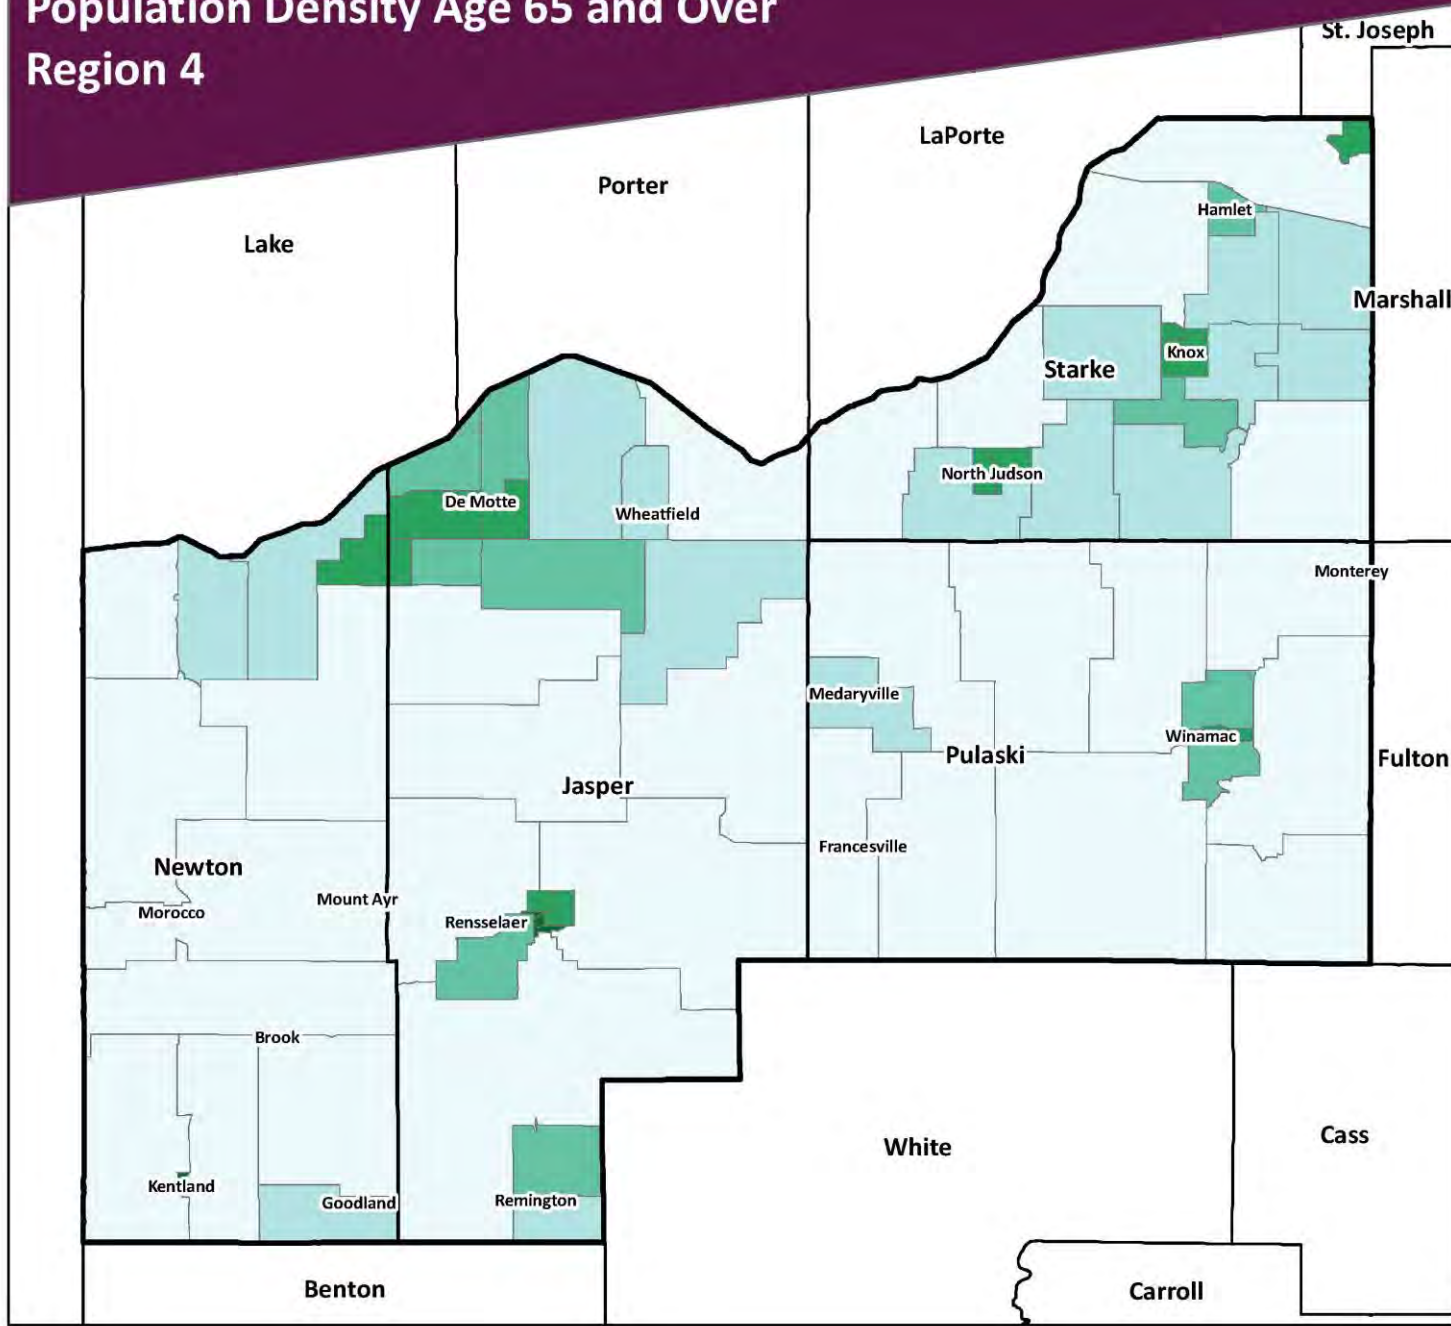 Population Density Age 65 and Over
Region 4
St. Joseph
LaPorte
Porter
Lake
Hamlet
Marshall
Knox
Starke
North Judson
De Motte
Wheatfield
Monterey
Medaryville
Winamac
Pulaski
Fulton
Jasper
Francesville
Newton
Mount Ayr
Morocco
Rensselaer
Brook
Cass
White
Kentland
Goodland
Remington
Benton
Carroll